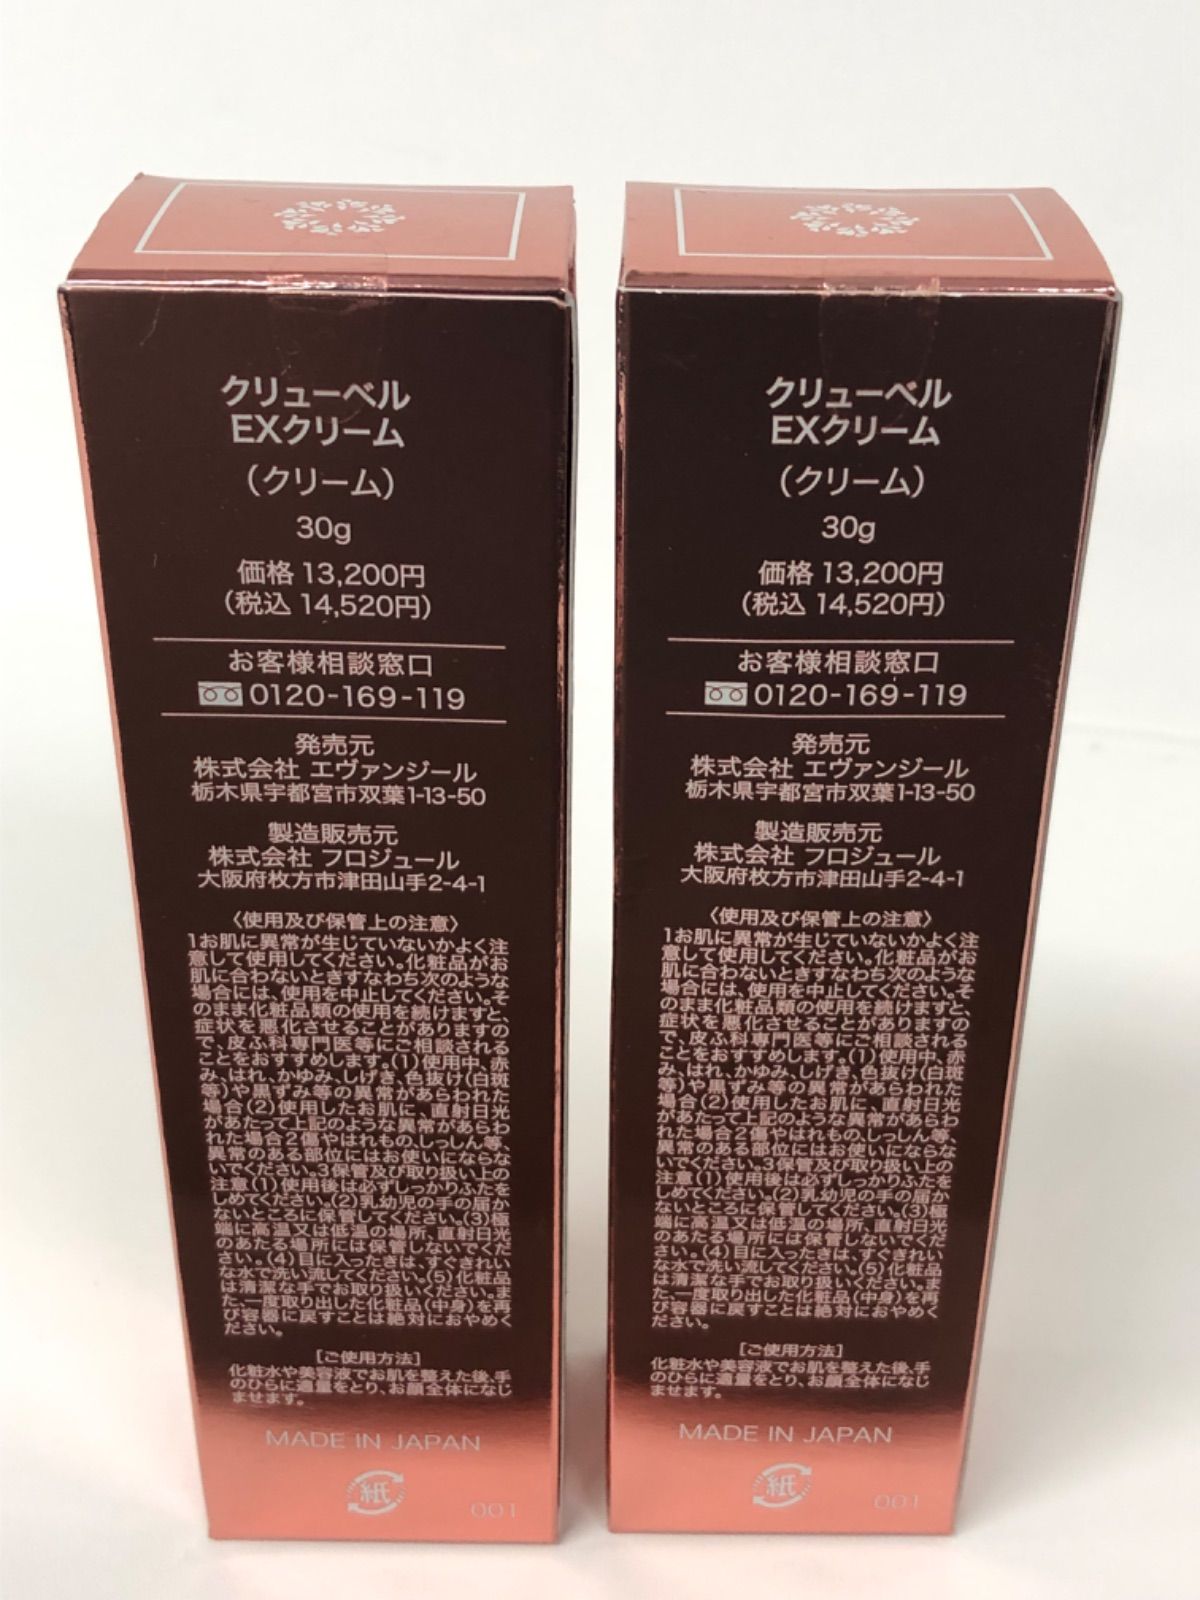 クリューベル
EXクリーム
(クリーム)
30g
価格 13,200円
(税込 14,520円)
お客様相談窓口
0120-169-119
発売元
株式会社 エヴァンジール
栃木県宇都宮市双葉1-13-50
製造販売元
株式会社 フロジュール
大阪府枚方市津田山手2-4-1
〈使用及び保管上の注意〉
1お肌に異常が生じていないかよく注
意して使用してください。化粧品がお
肌に合わないときすなわち次のような
場合には、使用を中止してください。そ
のまま化粧品類の使用を続けますと、
症状を悪化させることがありますの
で、皮ふ科専門医等にご相談される
ことをおすすめします。(1)使用中、赤
み、はれ、かゆみ、しげき、色抜け(白斑
等)や黒ずみ等の異常があらわれた
場合(2)使用したお肌に、直射日光
があたって上記のような異常があらわ
れた場合2傷やはれもの、しっしん等、
異常のある部位にはお使いにならな
いでください。3保管及び取り扱い上の
注意(1)使用後は必ずしっかりふたを
しめてください。(2)乳幼児の手の届か
ないところに保管してください。(3)極
端に高温又は低温の場所、直射日光
のあたる場所には保管しないでくだ
さい。(4)目に入ったきは、すぐきれい
な水で洗い流してください。(5)化粧品
は清潔な手でお取り扱いください。ま
た、一度取り出した化粧品(中身)を再
び容器に戻すことは絶対におやめく
ださい。
[ご使用方法]
化粧水や美容液でお肌を整えた後、手
のひらに適量をとり、お顔全体になじ
ませます。
MADE IN JAPAN
紙
001
クリューベル
EXクリーム
(クリーム)
30g
価格 13,200円
(税込 14,520円)
お客様相談窓口
0120-169-119
発売元
株式会社 エヴァンジール
栃木県宇都宮市双葉1-13-50
製造販売元
株式会社 フロジュール
大阪府枚方市津田山手2-4-1
〈使用及び保管上の注意〉
1お肌に異常が生じていないかよく注
意して使用してください。化粧品がお
肌に合わないときすなわち次のような
場合には、使用を中止してください。そ
のまま化粧品類の使用を続けますと、
症状を悪化させることがありますの
で、皮ふ科専門医等にご相談される
ことをおすすめします。(1)使用中、赤
み、はれ、かゆみ、しげき、色抜け(白斑
等)や黒ずみ等の異常があらわれた
場合(2)使用したお肌に、直射日光
があたって上記のような異常があらわ
れた場合2傷やはれもの、しっしん等、
異常のある部位にはお使いにならな
いでください。3保管及び取り扱い上の
注意(1)使用後は必ずしっかりふたを
しめてください。(2)乳幼児の手の届か
ないところに保管してください。(3)極
端に高温又は低温の場所、直射日光
のあたる場所には保管しないでくだ
さい。(4)目に入ったきは、すぐきれい
な水で洗い流してください。(5)化粧品
は清潔な手でお取り扱いください。ま
た、一度取り出した化粧品(中身)を再
び容器に戻すことは絶対におやめく
ださい。
[ご使用方法]
化粧水や美容液でお肌を整えた後、手
のひらに適量をとり、お顔全体になじ
ませます。
MADE IN JAPAN
紙
001